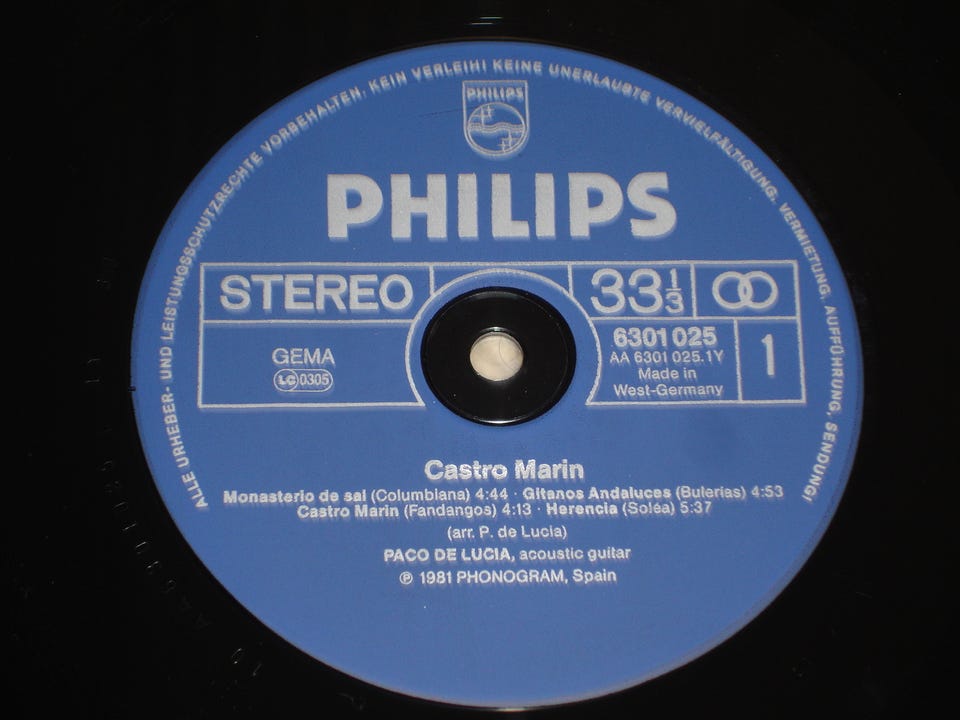 ALLE URHEBER- UND LEISTUNGSSCHUTZRECHTE VORBEHALTEN. KEIN VERLEIH! KEINE UNERLAUBTE VERVIELFÄLTIGUNG, VERMIETUNG, AUFFÜHRUNG, SENDUNG!
PHILIPS
PHILIPS
STEREO
33 1/3
GEMA
LC 0305
6301 025
AA 6301 025.1Y
Made in
West-Germany
1
Castro Marin
Monasterio de sal (Columbiana) 4:44 · Gitanos Andaluces (Bulerías) 4:53
Castro Marin (Fandangos) 4:13 · Herencia (Soléa) 5:37
(arr. P. de Lucia)
PACO DE LUCIA, acoustic guitar
℗ 1981 PHONOGRAM, Spain